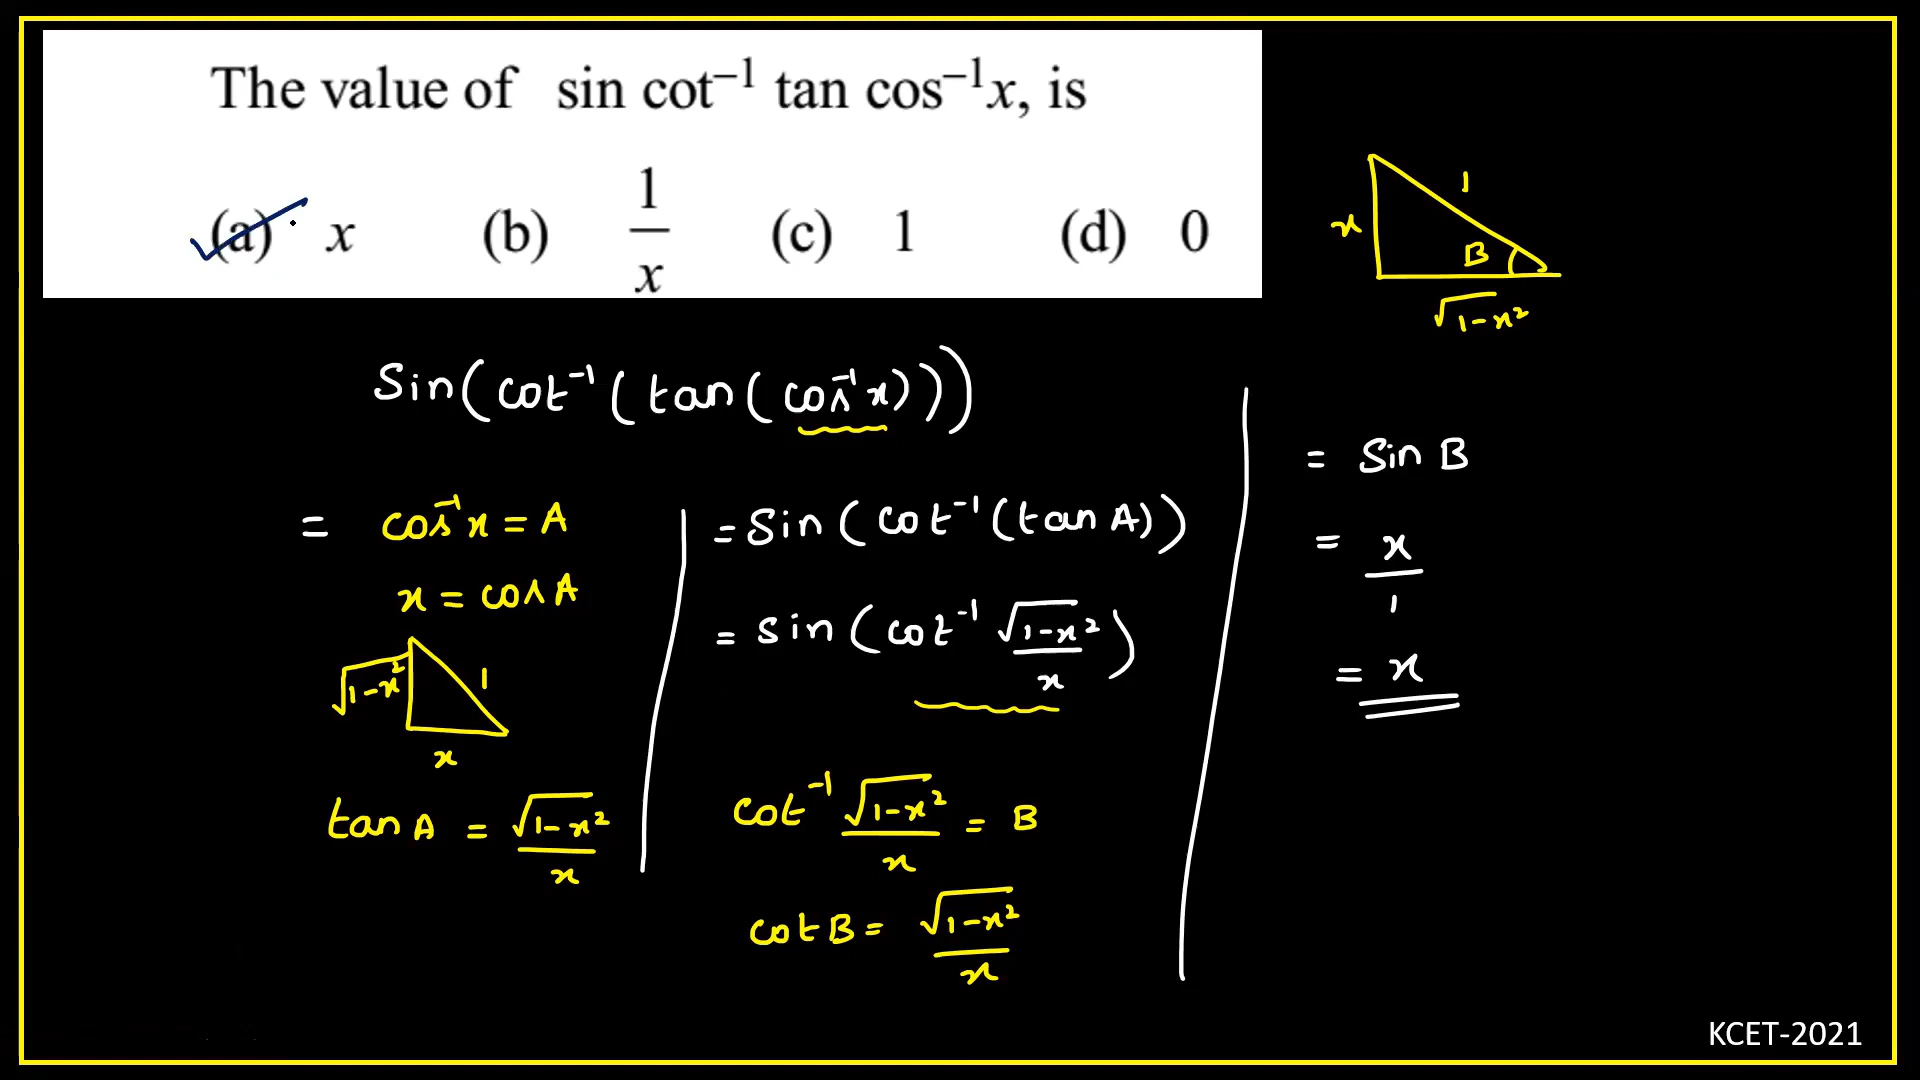 The value of sin cot⁻¹ tan cos⁻¹x, is
(a) x (b) 1/x (c) 1 (d) 0
x
1
B
√1-x²
Sin(cot⁻¹(tan(cos⁻¹x)))
= cos⁻¹x = A
x = cos A
√1-x²
1
x
tan A = √1-x²/x
= Sin(cot⁻¹(tan A))
= sin(cot⁻¹ √1-x²/x)
cot⁻¹ √1-x²/x = B
cot B = √1-x²/x
= Sin B
= x/1
= x
KCET-2021